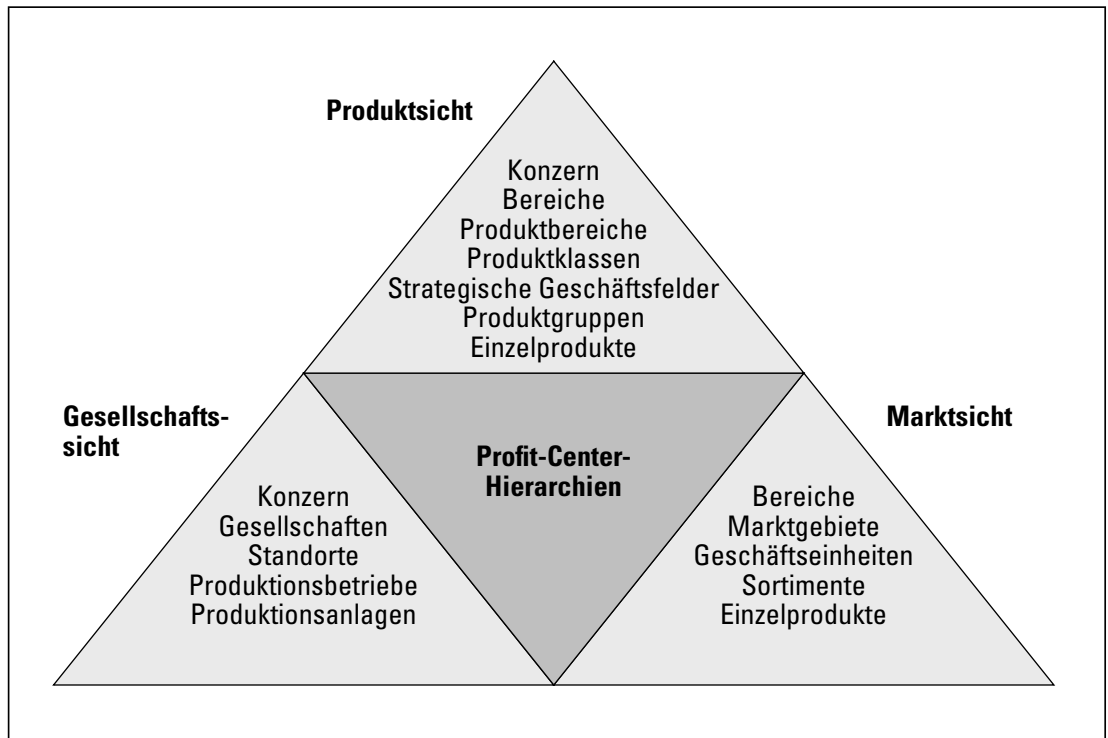 Produktsicht
Konzern
Bereiche
Produktbereiche
Produktklassen
Strategische Geschäftsfelder
Produktgruppen
Einzelprodukte
Gesellschafts-
sicht
Marktsicht
Profit-Center-
Hierarchien
Konzern
Gesellschaften
Standorte
Produktionsbetriebe
Produktionsanlagen
Bereiche
Marktgebiete
Geschäftseinheiten
Sortimente
Einzelprodukte